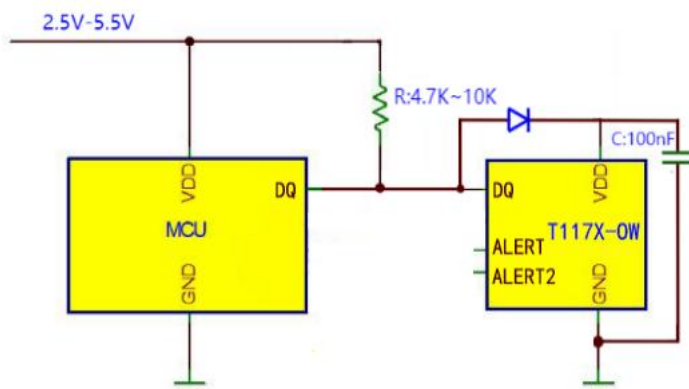 2.5V-5.5V
R:4.7K~10K
C:100nF
VDD
DQ
MCU
GND
VDD
DQ
T117X-OW
ALERT
ALERT2
GND